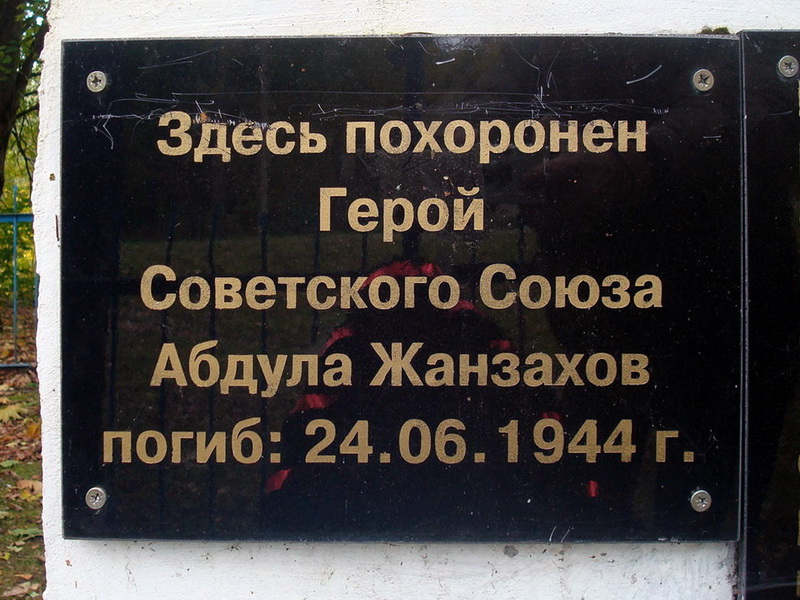 Здесь похоронен
Герой
Советского Союза
Абдула Жанзахов
погиб: 24.06.1944 г.